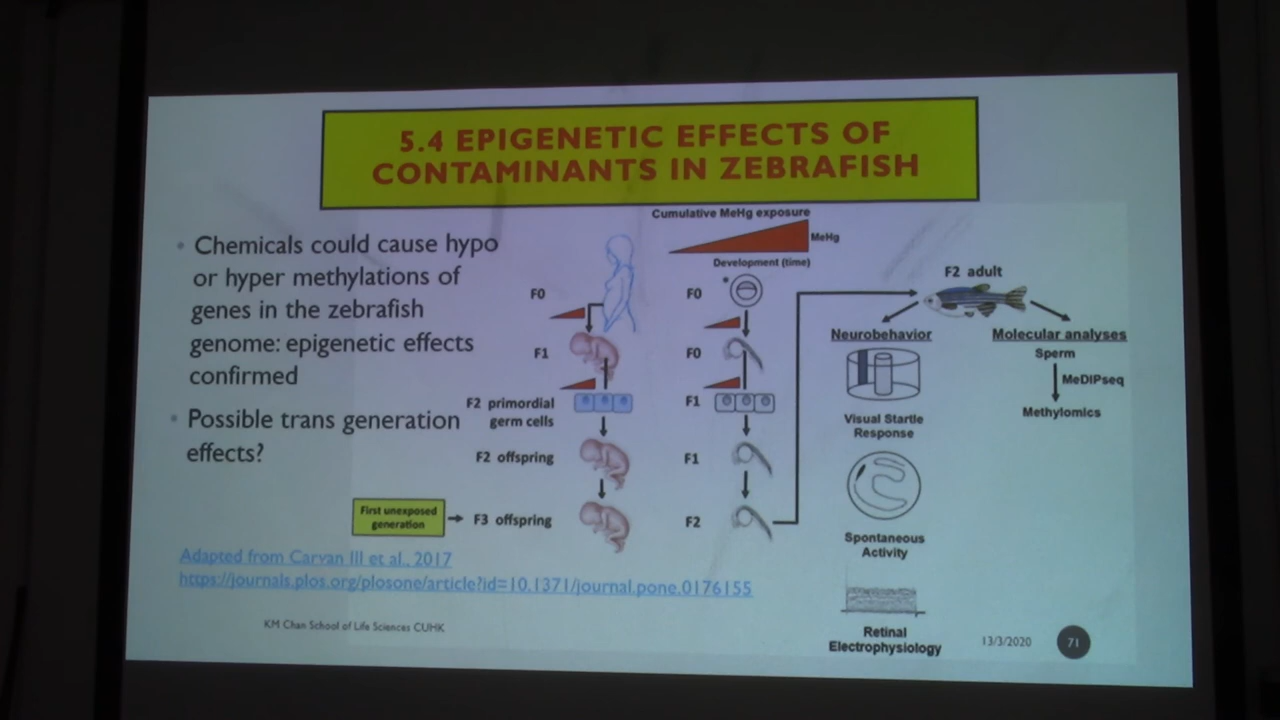 5.4 EPIGENETIC EFFECTS OF
CONTAMINANTS IN ZEBRAFISH
• Chemicals could cause hypo
or hyper methylations of
genes in the zebrafish
genome: epigenetic effects
confirmed
• Possible trans generation
effects?
F0
F1
F2 primordial
germ cells
F2 offspring
First unexposed
generation
F3 offspring
Cumulative MeHg exposure
MeHg
Development (time)
F0
F0
F1
F1
F2
F2 adult
Neurobehavior
Visual Startle
Response
Spontaneous
Activity
Retinal
Electrophysiology
Molecular analyses
Sperm
MeDIPseq
Methylomics
Adapted from Carvan III et al., 2017
https://journals.plos.org/plosone/article?id=10.1371/journal.pone.0176155
KM Chan School of Life Sciences CUHK
13/3/2020
71